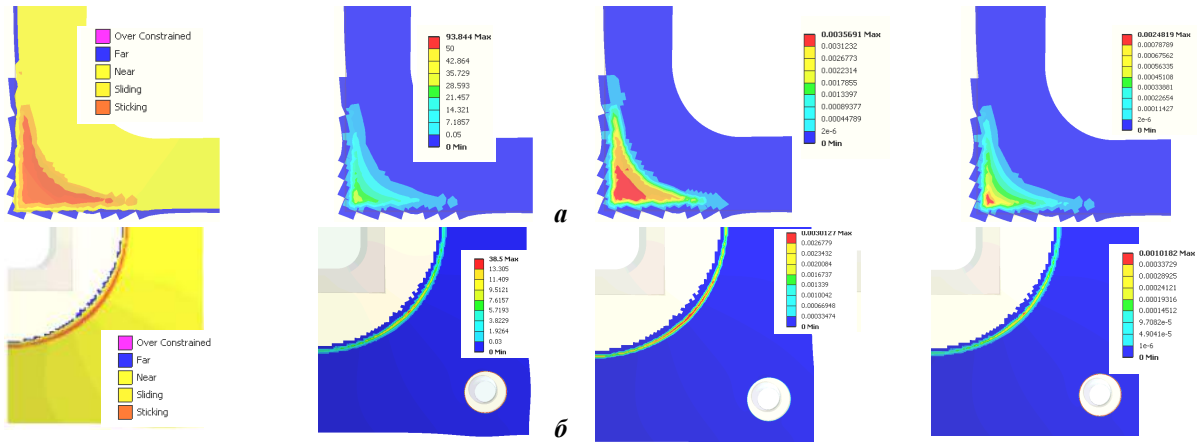 Over Constrained
Far
Near
Sliding
Sticking
93.844 Max
50
42.864
35.729
28.593
21.457
14.321
7.1857
0.05
0 Min
0.0035691 Max
0.0031232
0.0026773
0.0022314
0.0017855
0.0013397
0.00089377
0.00044789
2e-6
0 Min
0.0024819 Max
0.00078789
0.00067562
0.00056335
0.00045108
0.00033881
0.00022654
0.00011427
2e-6
0 Min
а
Over Constrained
Far
Near
Sliding
Sticking
38.5 Max
13.305
11.409
9.5121
7.6157
5.7193
3.8229
1.9264
0.03
0 Min
0.0030127 Max
0.0026779
0.0023432
0.0020084
0.0016737
0.001339
0.0010042
0.00066948
0.00033474
0 Min
0.0010182 Max
0.00033729
0.00028925
0.00024121
0.00019316
0.00014512
9.7082e-5
4.9041e-5
1e-6
0 Min
б